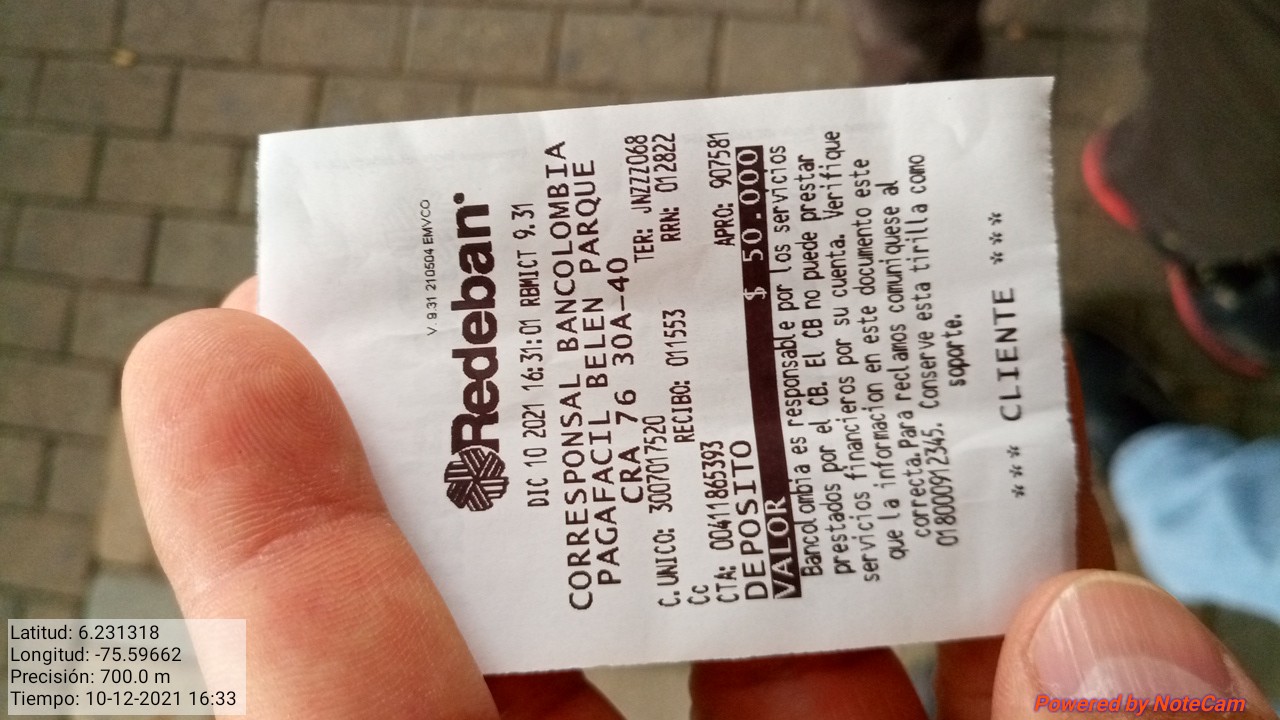 V. 9.31 210504 EMVCO
Redeban
DIC 10 2021 16:31:01 RBMICT 9.31
CORRESPONSAL BANCOLOMBIA
PAGAFACIL BELEN PARQUE
CRA 76 30A-40
C. UNICO: 3007017520 TER: JNZZZ068
RECIBO: 011553 RRN: 012822
Cc
CTA: 00411865393 APRO: 907581
DEPOSITO
VALOR $ 50.000
Bancolombia es responsable por los servicios
prestados por el CB. El CB no puede prestar
servicios financieros por su cuenta. Verifique
que la informacion en este documento este
correcta. Para reclamos comuniquese al
018000912345. Conserve esta tirilla como
soporte.
*** CLIENTE ***
Latitud: 6.231318
Longitud: -75.59662
Precisión: 700.0 m
Tiempo: 10-12-2021 16:33
Powered by NoteCam